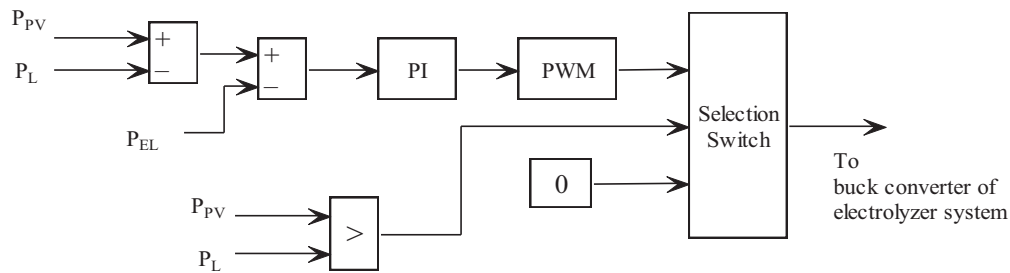 P_PV
+
P_L
−
+
−
P_EL
PI
PWM
Selection
Switch
0
P_PV
P_L
>
To
buck converter of
electrolyzer system